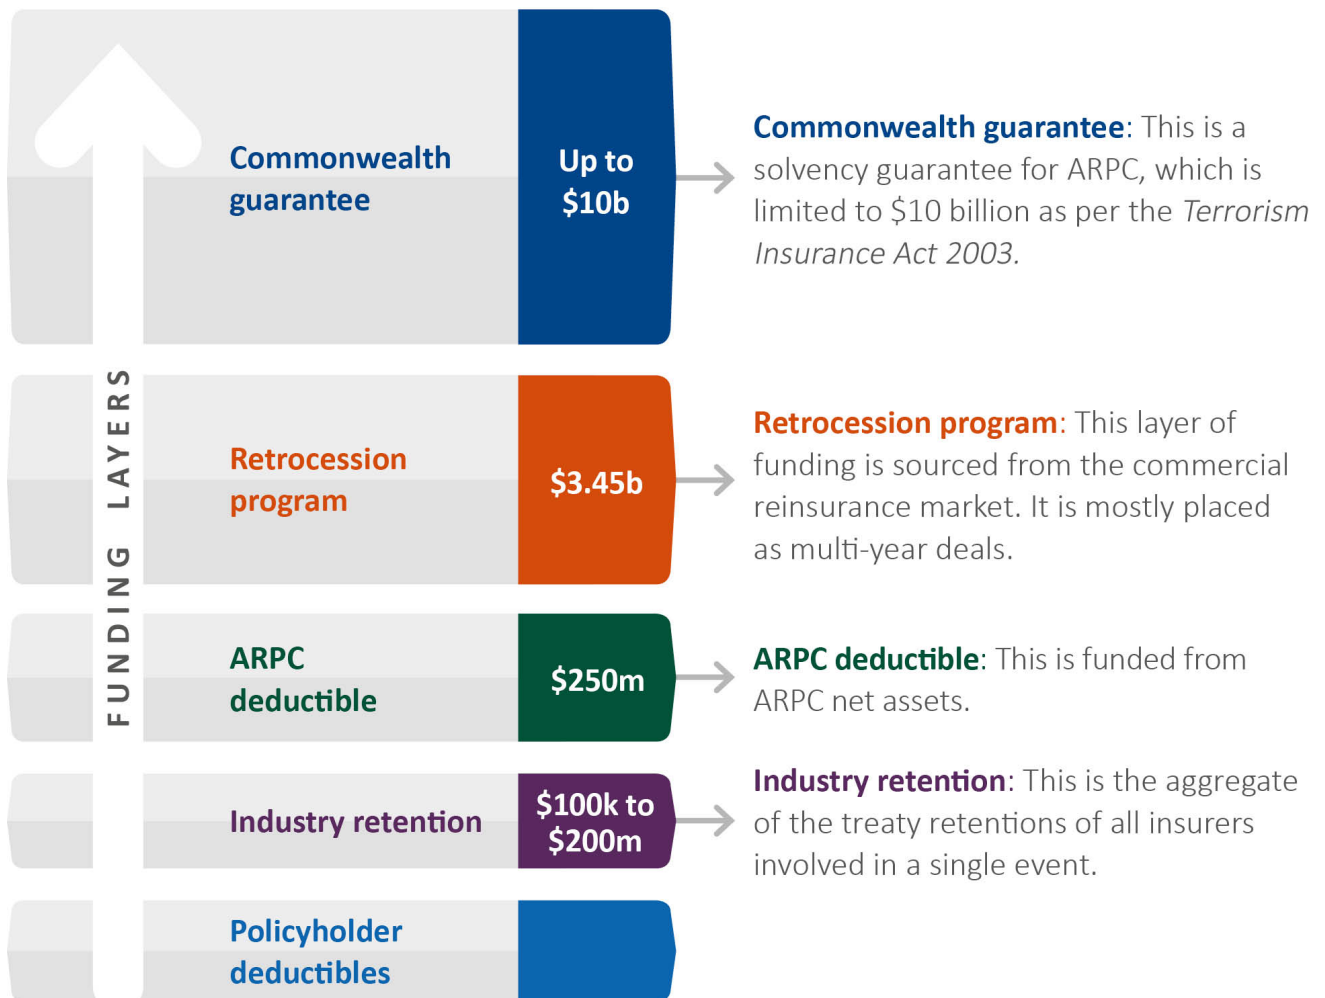 Commonwealth
guarantee
Up to
$10b
Commonwealth guarantee: This is a
solvency guarantee for ARPC, which is
limited to $10 billion as per the Terrorism
Insurance Act 2003.
FUNDING LAYERS
Retrocession
program
$3.45b
Retrocession program: This layer of
funding is sourced from the commercial
reinsurance market. It is mostly placed
as multi-year deals.
ARPC
deductible
$250m
ARPC deductible: This is funded from
ARPC net assets.
Industry retention
$100k to
$200m
Industry retention: This is the aggregate
of the treaty retentions of all insurers
involved in a single event.
Policyholder
deductibles